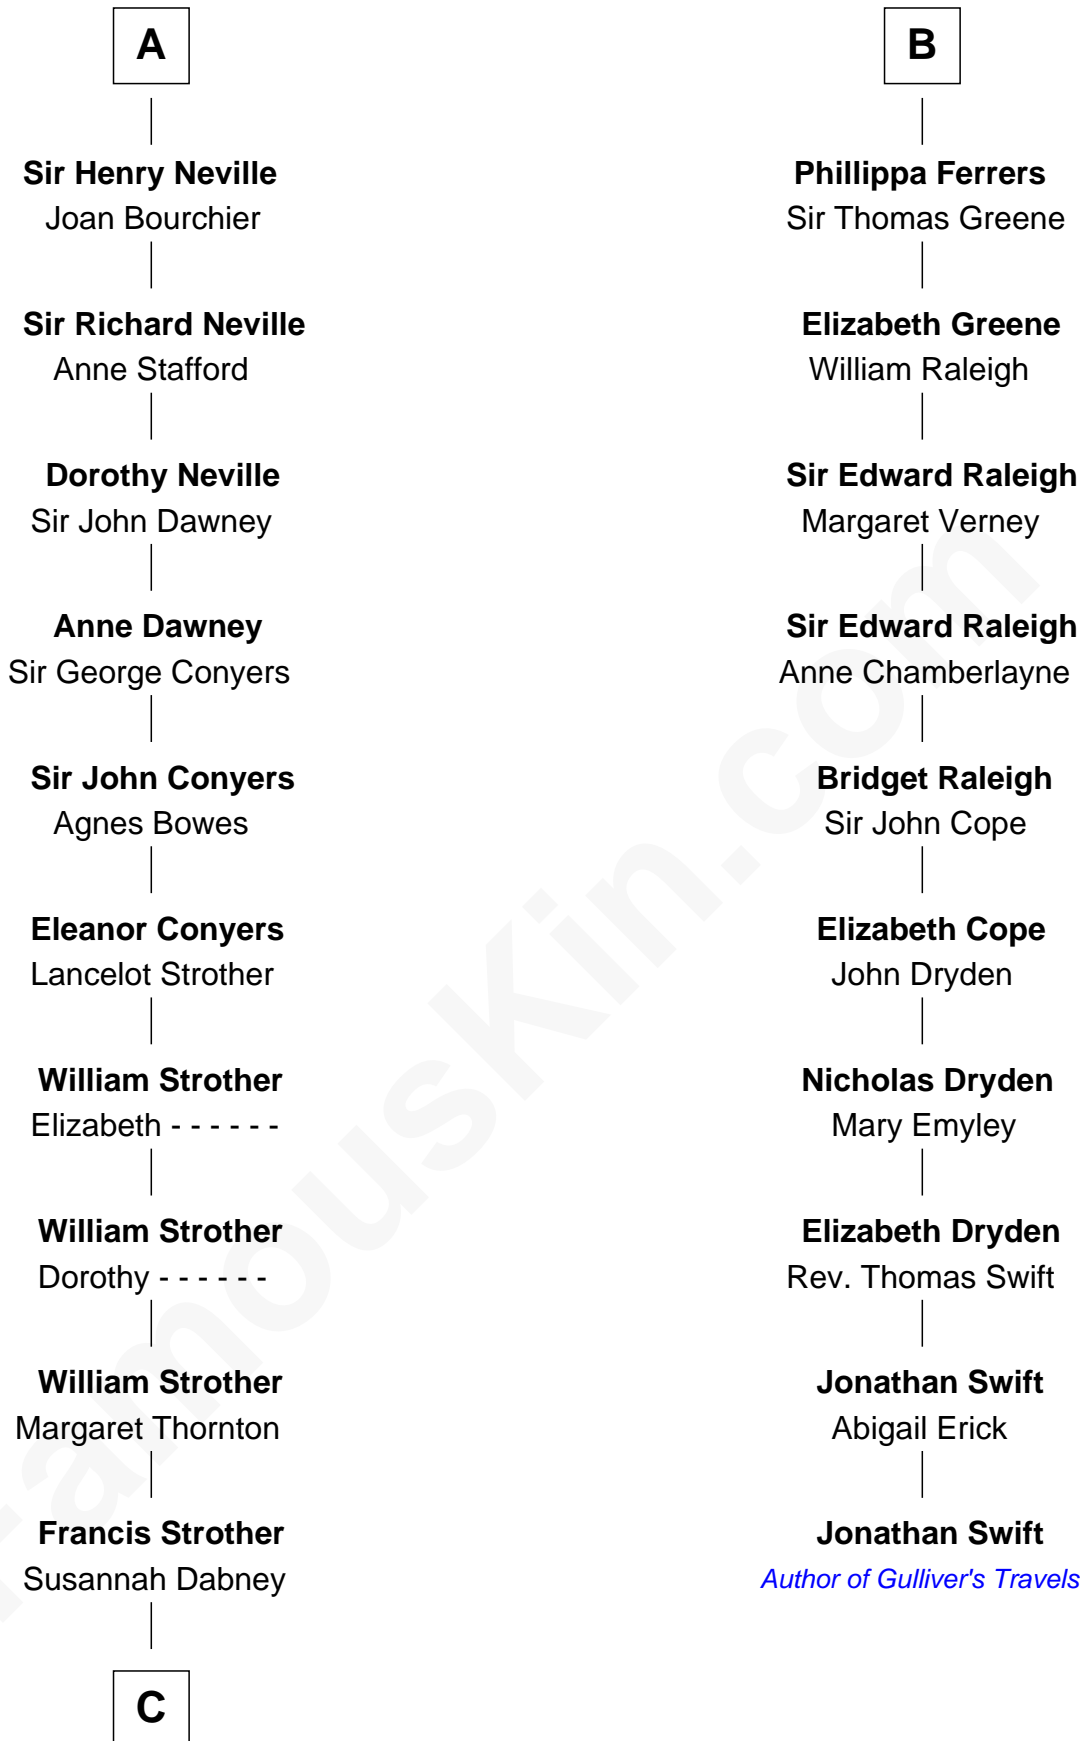 A
Sir Henry Neville
Joan Bourchier
Sir Richard Neville
Anne Stafford
Dorothy Neville
Sir John Dawney
Anne Dawney
Sir George Conyers
Sir John Conyers
Agnes Bowes
Eleanor Conyers
Lancelot Strother
William Strother
Elizabeth - - - - - -
William Strother
Dorothy - - - - - -
William Strother
Margaret Thornton
Francis Strother
Susannah Dabney
C
B
Phillippa Ferrers
Sir Thomas Greene
Elizabeth Greene
William Raleigh
Sir Edward Raleigh
Margaret Verney
Sir Edward Raleigh
Anne Chamberlayne
Bridget Raleigh
Sir John Cope
Elizabeth Cope
John Dryden
Nicholas Dryden
Mary Emyley
Elizabeth Dryden
Rev. Thomas Swift
Jonathan Swift
Abigail Erick
Jonathan Swift
Author of Gulliver's Travels
FamousKin.com